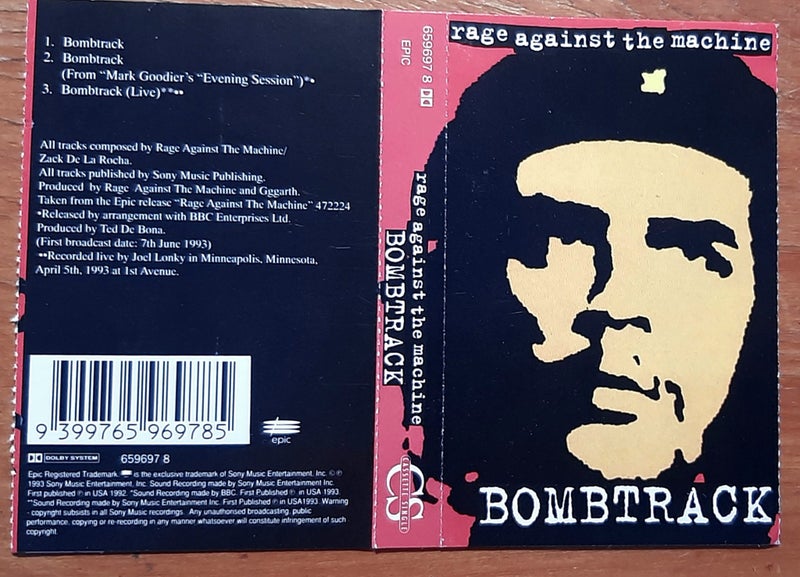 1. Bombtrack
2. Bombtrack
(From "Mark Goodier's "Evening Session")*•
3. Bombtrack (Live)**••
All tracks composed by Rage Against The Machine/
Zack De La Rocha.
All tracks published by Sony Music Publishing.
Produced by Rage Against The Machine and Gggarth.
Taken from the Epic release "Rage Against The Machine" 472224
•Released by arrangement with BBC Enterprises Ltd.
Produced by Ted De Bona.
(First broadcast date: 7th June 1993)
••Recorded live by Joel Lonky in Minneapolis, Minnesota,
April 5th, 1993 at 1st Avenue.
9 399765 969785
epic
DOLBY SYSTEM 659697 8
Epic Registered Trademark. is the exclusive trademark of Sony Music Entertainment. Inc. © ℗
1993 Sony Music Entertainment. Inc. Sound Recording made by Sony Music Entertainment. Inc.
First published ℗ in USA 1992. *Sound Recording made by BBC. First Published ℗ in USA 1993.
**Sound Recording made by Sony Music Entertainment Inc. First Published ℗ in USA 1993. Warning
- copyright subsists in all Sony Music recordings. Any unauthorised broadcasting, public
performance, copying or re-recording in any manner whatsoever will constitute infringement of such
copyright
659697 8
EPIC
rage against the machine
BOMBTRACK
CS
CASSETTE SINGLE
rage against the machine
BOMBTRACK